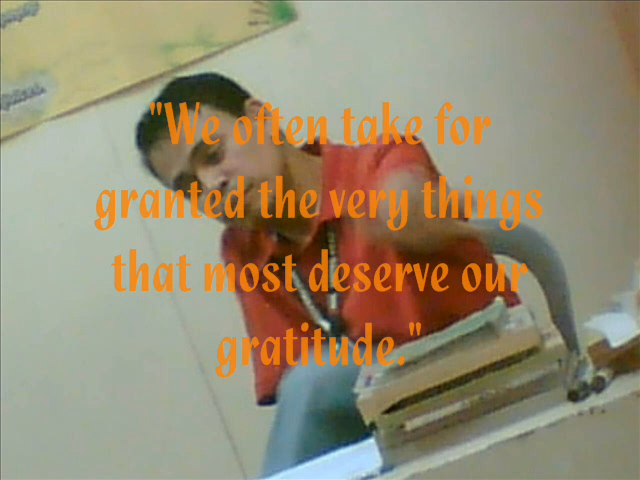 "We often take for
granted the very things
that most deserve our
gratitude."